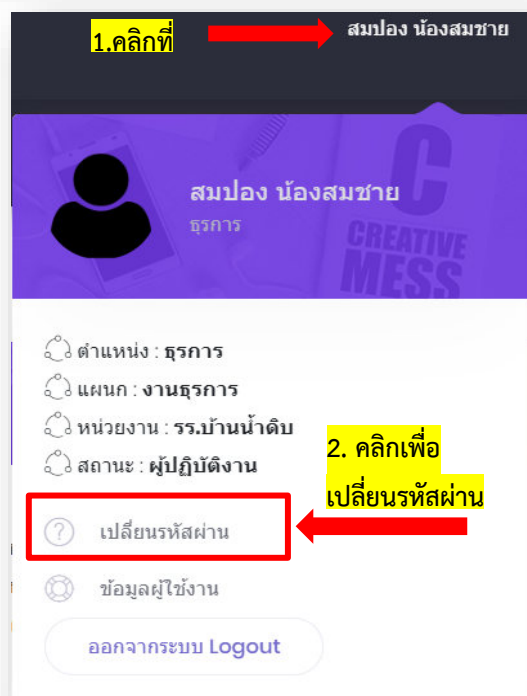 1.คลิกที่
สมปอง น้องสมชาย
สมปอง น้องสมชาย
ธุรการ
C
CREATIVE
MESS
ตำแหน่ง : ธุรการ
แผนก : งานธุรการ
หน่วยงาน : รร.บ้านน้ำดิบ
สถานะ : ผู้ปฏิบัติงาน
2. คลิกเพื่อ
เปลี่ยนรหัสผ่าน
เปลี่ยนรหัสผ่าน
ข้อมูลผู้ใช้งาน
ออกจากระบบ Logout